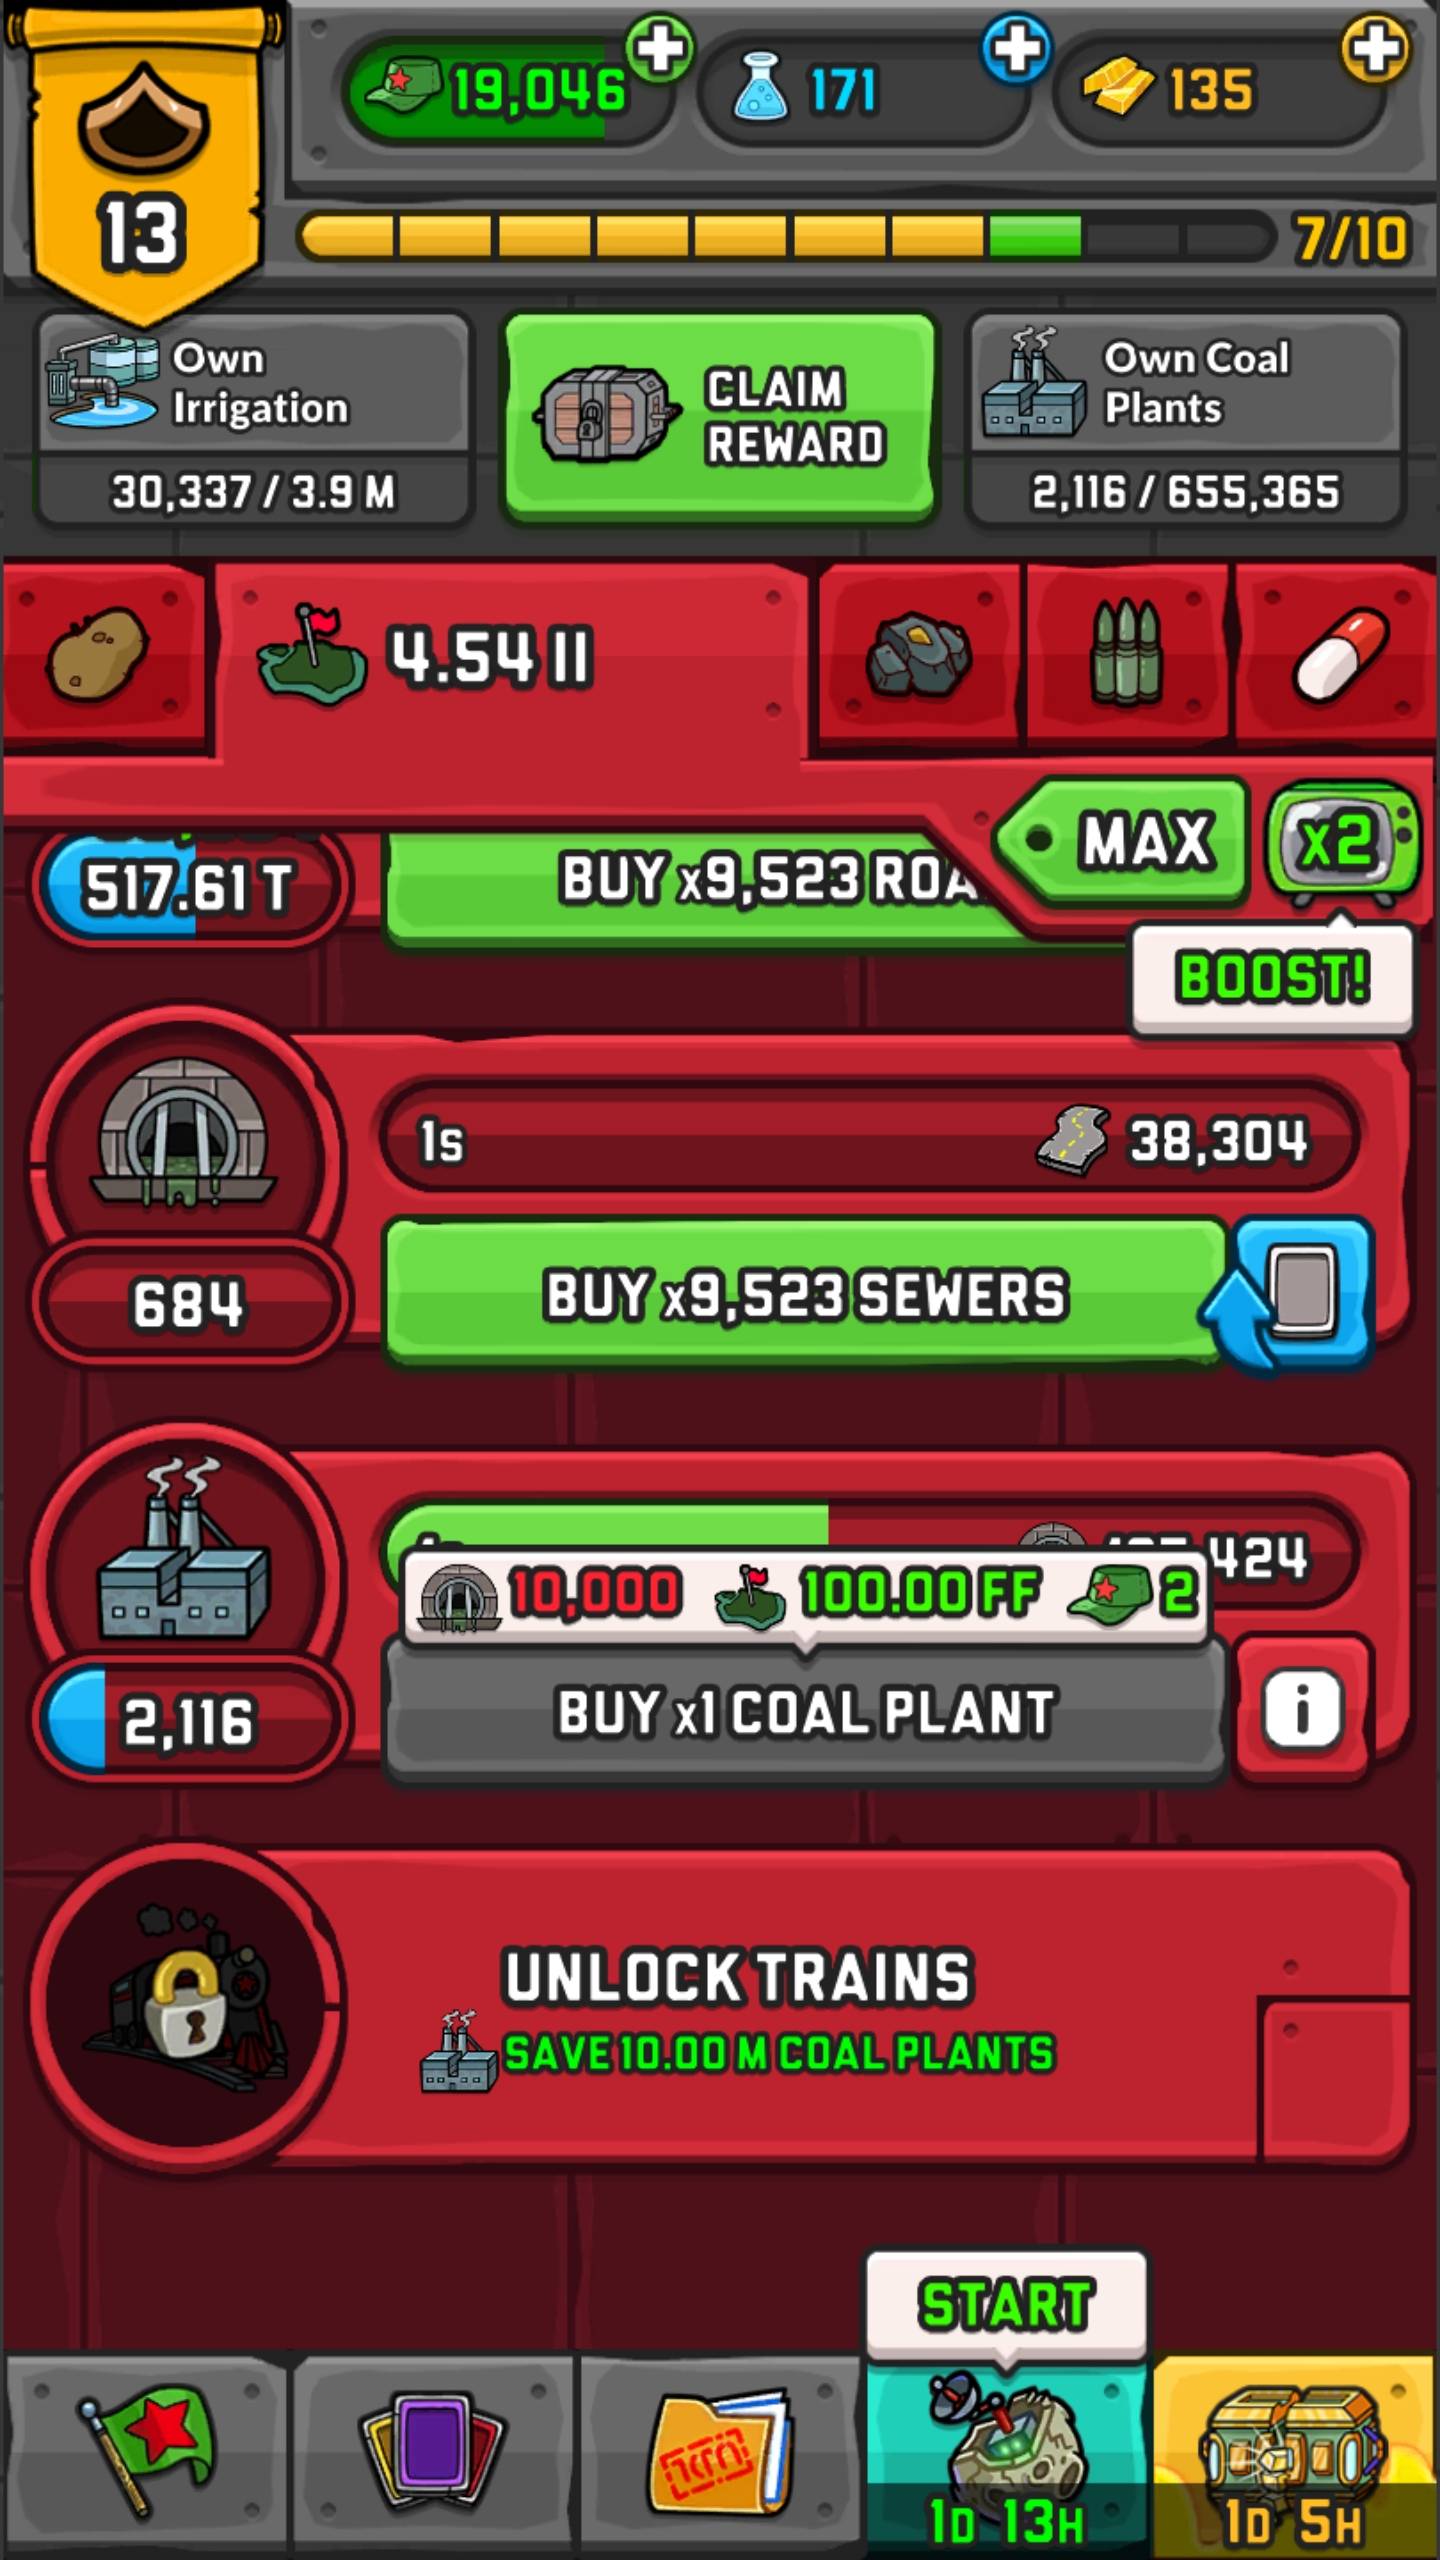 19,046
171
135
13
7/10
Own
Irrigation
30,337 / 3.9 M
CLAIM
REWARD
Own Coal
Plants
2,116 / 655,365
4.54 II
MAX
x2
517.61 T
BUY x9,523
BOOST!
1s
38,304
684
BUY x9,523 SEWERS
10,000
100.00 FF
2
2,116
BUY x1 COAL PLANT
UNLOCK TRAINS
SAVE 10.00 M COAL PLANTS
START
1D 13H
1D 5H